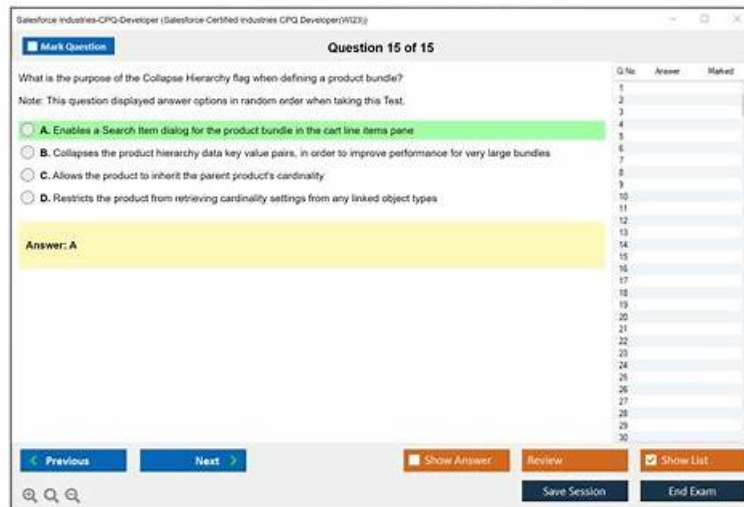 Salesforce Industries-CPQ-Developer (Salesforce Certified Industries CPQ Developer(WI23))
Mark Question
Question 15 of 15
What is the purpose of the Collapse Hierarchy flag when defining a product bundle?
Note: This question displayed answer options in random order when taking this Test.
A. Enables a Search Item dialog for the product bundle in the cart line items pane
B. Collapses the product hierarchy data key value pairs, in order to improve performance for very large bundles
C. Allows the product to inherit the parent product's cardinality
D. Restricts the product from retrieving cardinality settings from any linked object types
Answer: A
Q No Answer Marked
1
2
3
4
5
6
7
8
9
10
11
12
13
14
15
16
17
18
19
20
21
22
23
24
25
26
27
28
29
30
Previous
Next
Show Answer
Review
Show List
Save Session
End Exam